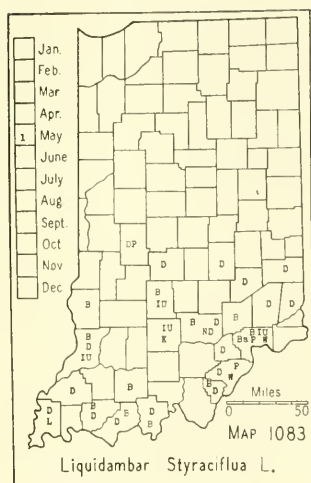 Jan.
Feb.
Mar
Apr.
1 May
June
July
Aug
Sept.
Oct
Nov
Dec
DP
D D
D D
B B IU D D
B D IU IU K B D ND B B IU
Ba P W
D
D B D P W
B D
D L B D B D B
Miles
0 50
MAP 1083
Liquidambar Styraciflua L.